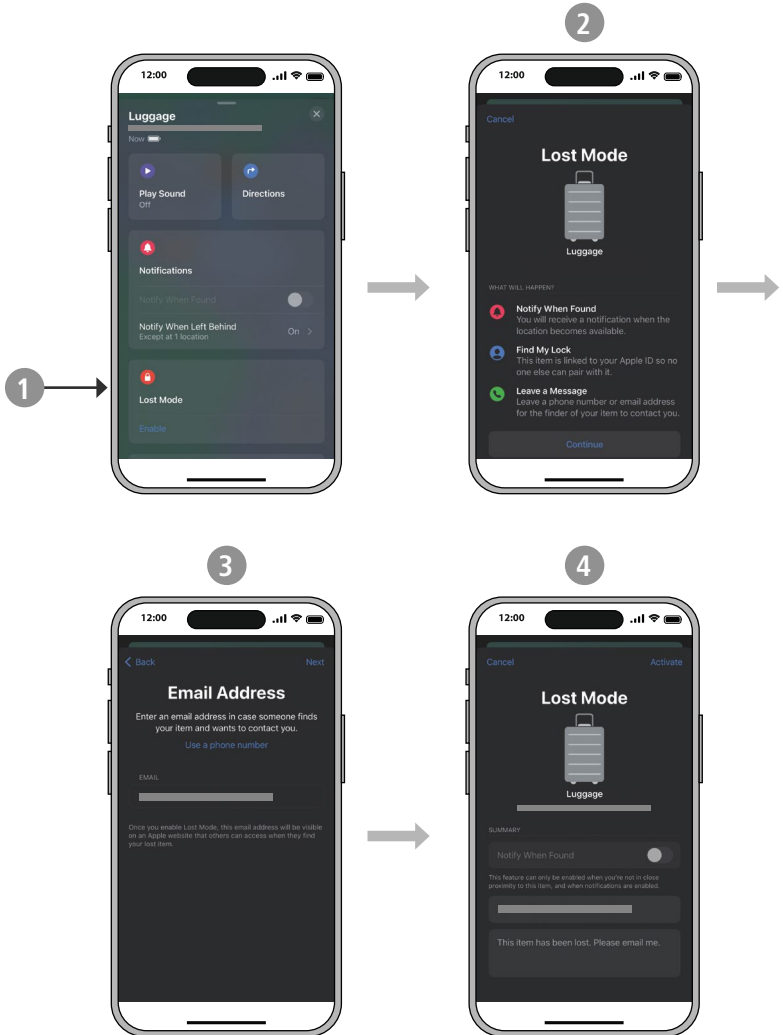 2
12:00
Luggage
Now
Play Sound
Off
Directions
Notifications
Notify When Found
Notify When Left Behind
Except at 1 location
On >
1
Lost Mode
Enable
12:00
Cancel
Lost Mode
Luggage
WHAT WILL HAPPEN?
Notify When Found
You will receive a notification when the
location becomes available.
Find My Lock
This item is linked to your Apple ID so no
one else can pair with it.
Leave a Message
Leave a phone number or email address
for the finder of your item to contact you.
Continue
3
12:00
< Back
Next
Email Address
Enter an email address in case someone finds
your item and wants to contact you.
Use a phone number
EMAIL
Once you enable Lost Mode, this email address will be visible
on an Apple website that others can access when they find
your lost item.
4
12:00
Cancel
Activate
Lost Mode
Luggage
SUMMARY
Notify When Found
This feature can only be enabled when you're not in close
proximity to this item, and when notifications are enabled.
This item has been lost. Please email me.